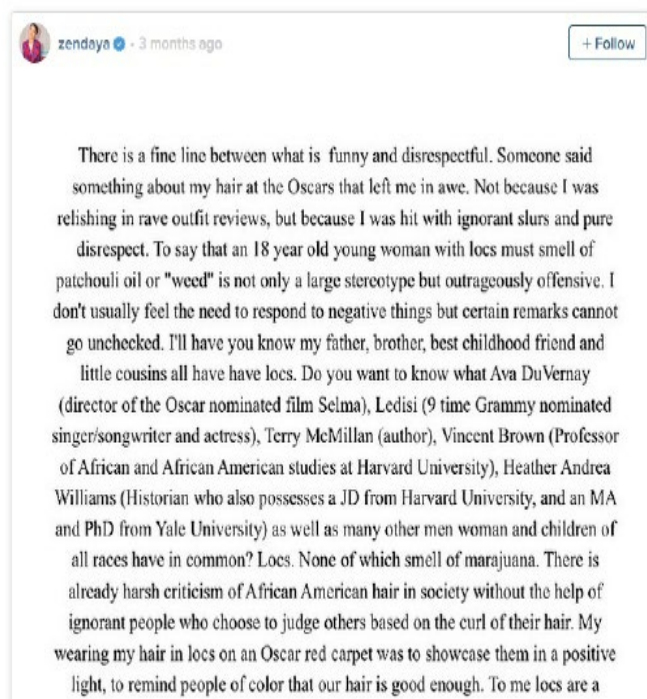 zendaya • 3 months ago
+ Follow
There is a fine line between what is funny and disrespectful. Someone said
something about my hair at the Oscars that left me in awe. Not because I was
relishing in rave outfit reviews, but because I was hit with ignorant slurs and pure
disrespect. To say that an 18 year old young woman with locs must smell of
patchouli oil or "weed" is not only a large stereotype but outrageously offensive. I
don't usually feel the need to respond to negative things but certain remarks cannot
go unchecked. I'll have you know my father, brother, best childhood friend and
little cousins all have have locs. Do you want to know what Ava DuVernay
(director of the Oscar nominated film Selma), Ledisi (9 time Grammy nominated
singer/songwriter and actress), Terry McMillan (author), Vincent Brown (Professor
of African and African American studies at Harvard University), Heather Andrea
Williams (Historian who also possesses a JD from Harvard University, and an MA
and PhD from Yale University) as well as many other men woman and children of
all races have in common? Locs. None of which smell of marajuana. There is
already harsh criticism of African American hair in society without the help of
ignorant people who choose to judge others based on the curl of their hair. My
wearing my hair in locs on an Oscar red carpet was to showcase them in a positive
light, to remind people of color that our hair is good enough. To me locs are a